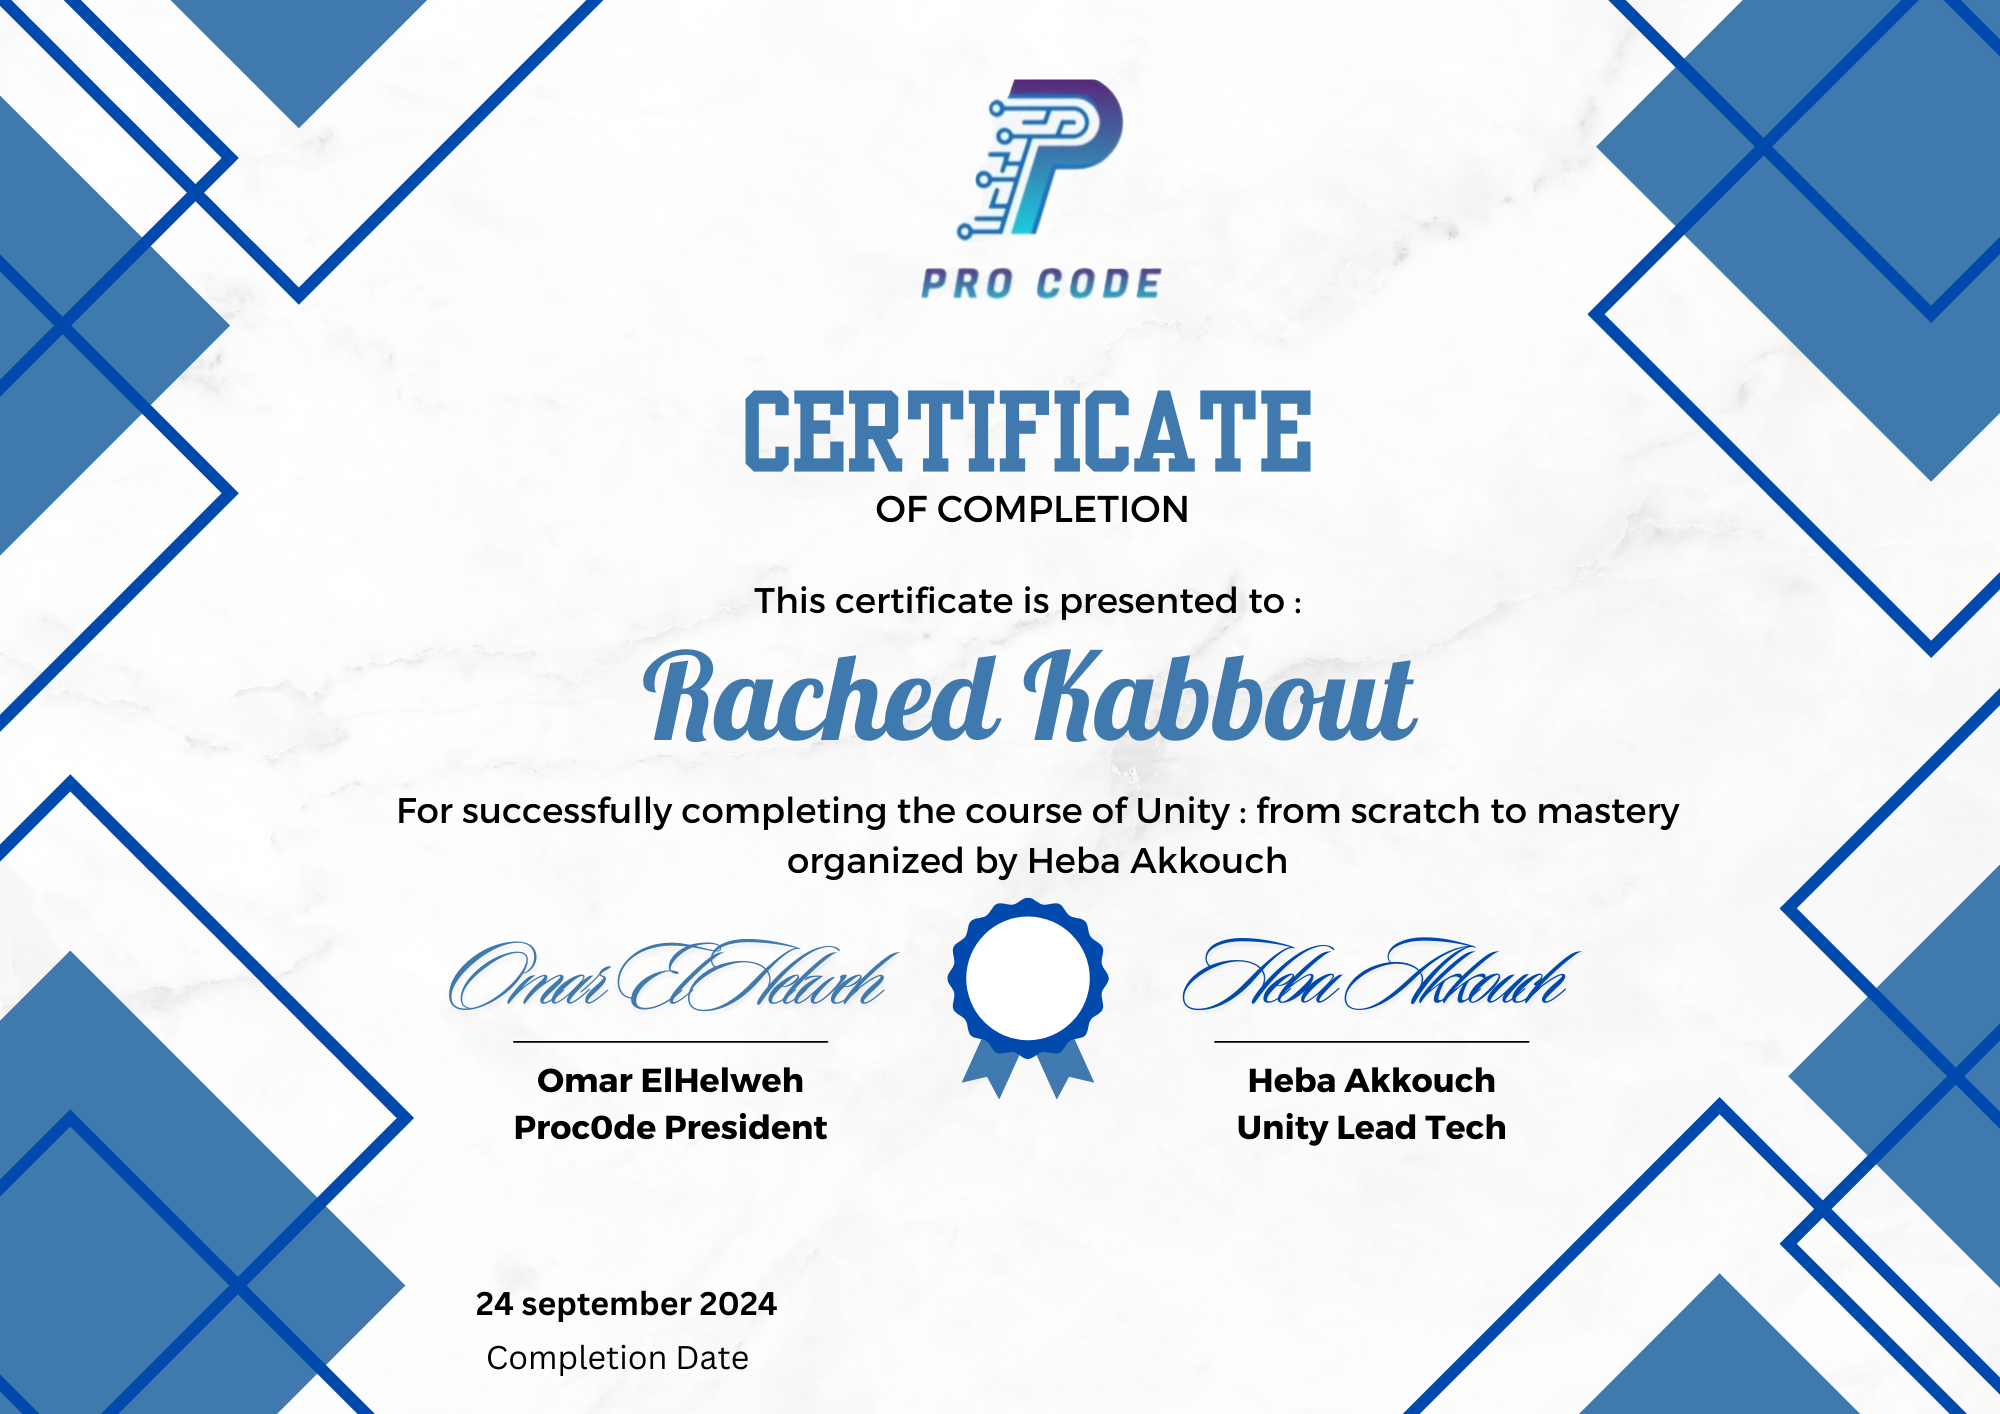 PRO CODE
CERTIFICATE
OF COMPLETION
This certificate is presented to :
Rached Kabbout
For successfully completing the course of Unity : from scratch to mastery
organized by Heba Akkouch
Omar ElHelweh
Heba Akkouch
Omar ElHelweh
Proc0de President
Heba Akkouch
Unity Lead Tech
24 september 2024
Completion Date